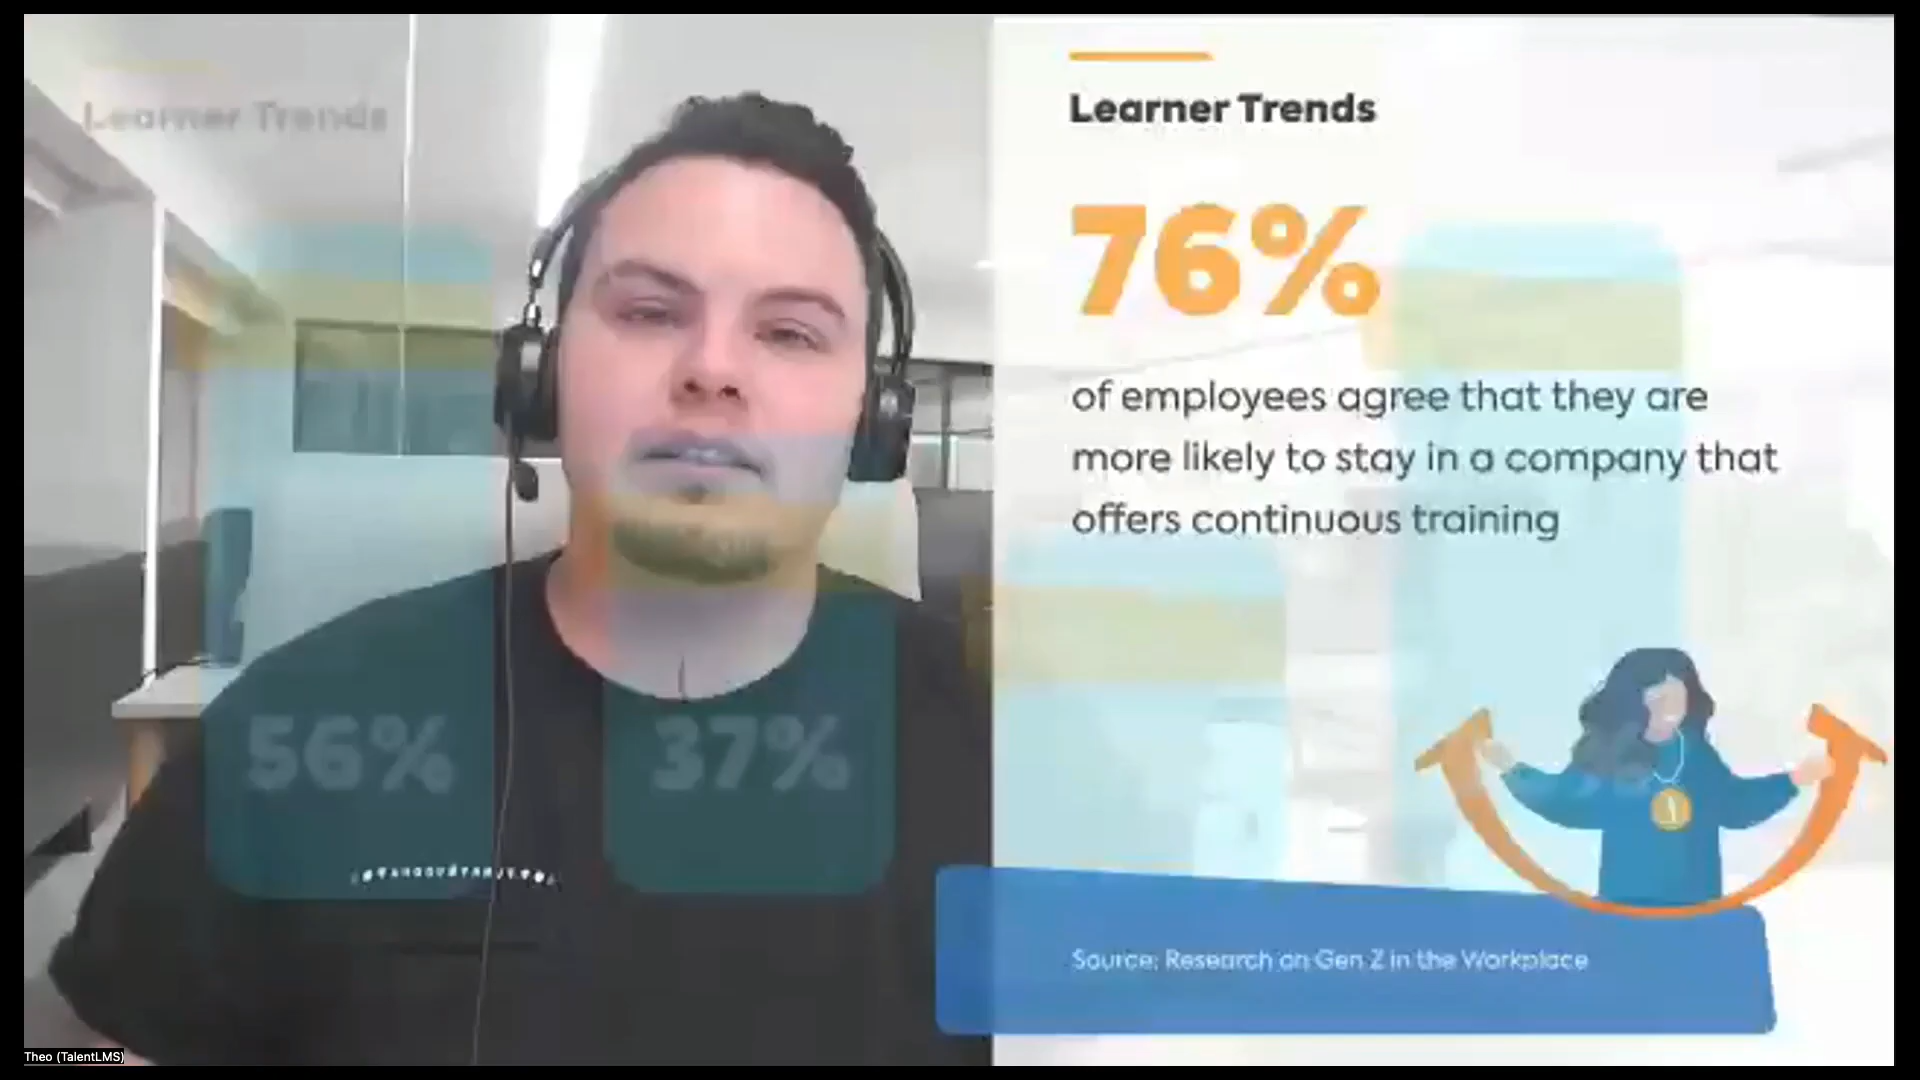 Learner Trends
56%
37%
Learner Trends
76%
of employees agree that they are
more likely to stay in a company that
offers continuous training
Source: Research on Gen Z in the Workplace
Theo (TalentLMS)